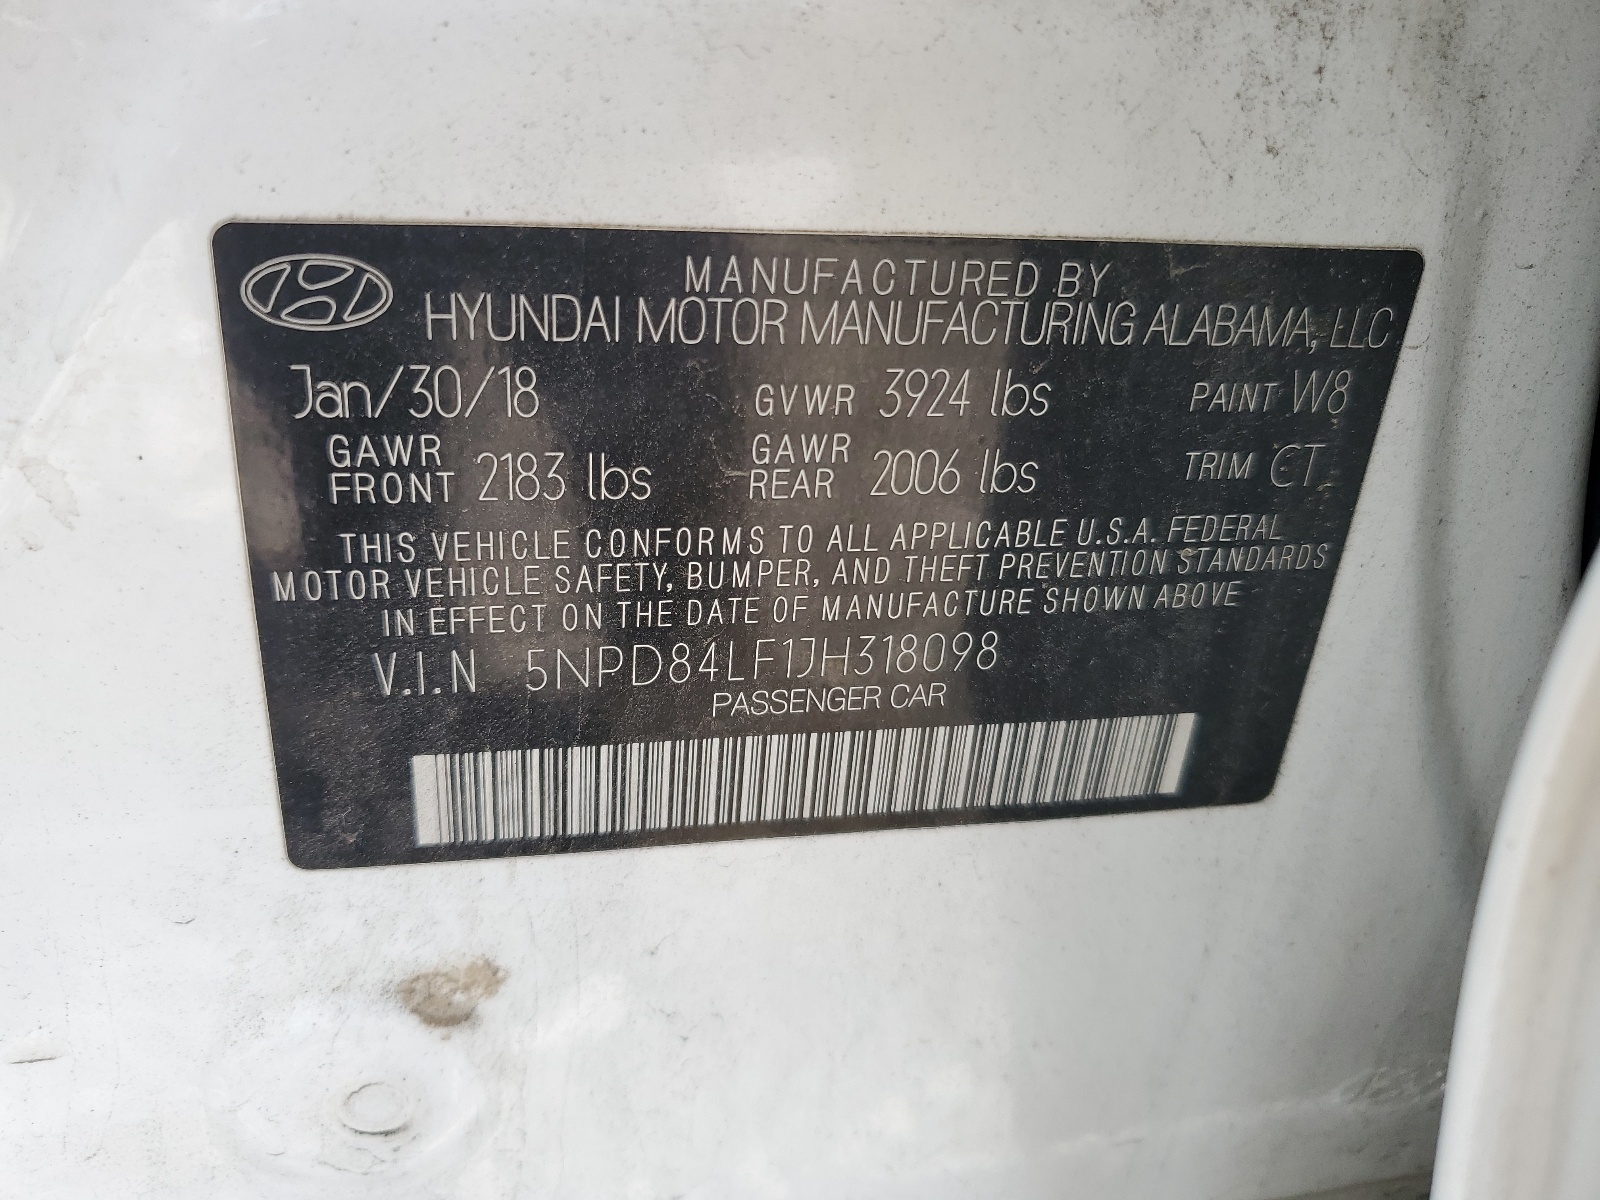 MANUFACTURED BY
HYUNDAI MOTOR MANUFACTURING ALABAMA, LLC
Jan/30/18 GVWR 3924 lbs PAINT W8
GAWR FRONT 2183 lbs GAWR REAR 2006 lbs TRIM CT
THIS VEHICLE CONFORMS TO ALL APPLICABLE U.S.A. FEDERAL
MOTOR VEHICLE SAFETY, BUMPER, AND THEFT PREVENTION STANDARDS
IN EFFECT ON THE DATE OF MANUFACTURE SHOWN ABOVE
V.I.N 5NPD84LF1JH318098
PASSENGER CAR